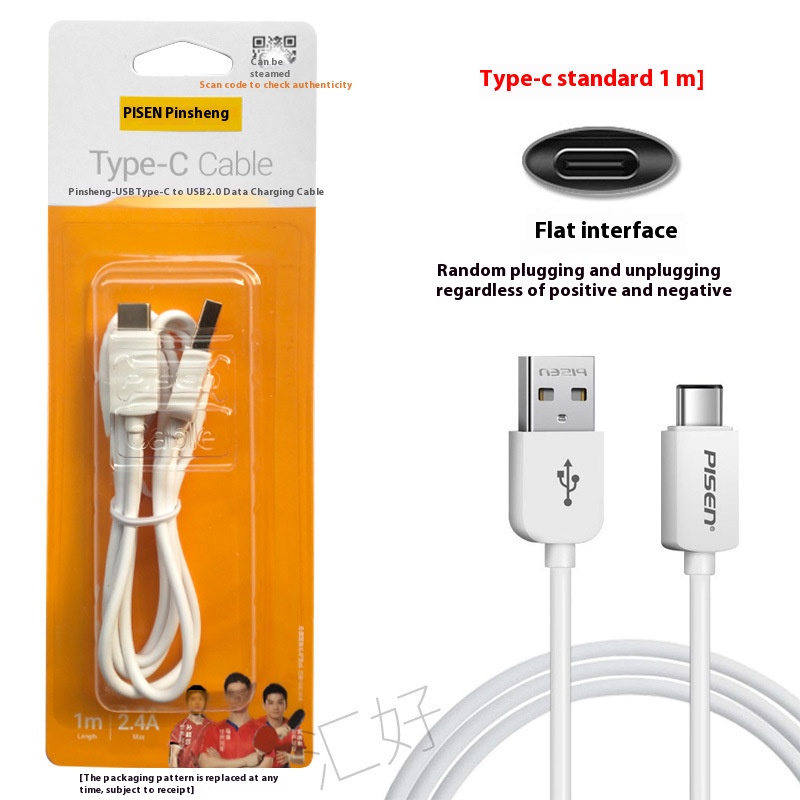 Can be
steamed
Scan code to check authenticity
PISEN Pinsheng
Type-C Cable
Pinsheng-USB Type-C to USB2.0 Data Charging Cable
PISEN
Cable
1m
Length
2.4A
Max
[The packaging pattern is replaced at any
time, subject to receipt]
Type-c standard 1 m]
Flat interface
Random plugging and unplugging
regardless of positive and negative
PISEN
PISEN®
汇好